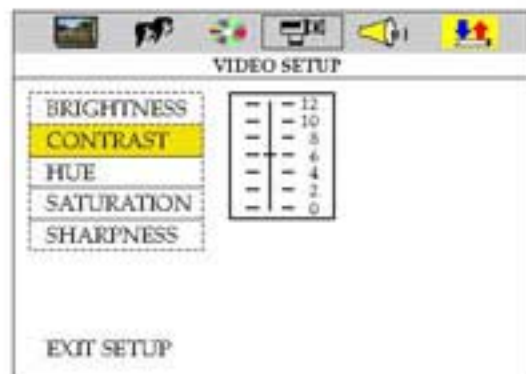 VIDEO SETUP
BRIGHTNESS
CONTRAST
HUE
SATURATION
SHARPNESS
12
10
8
6
4
2
0
EXIT SETUP